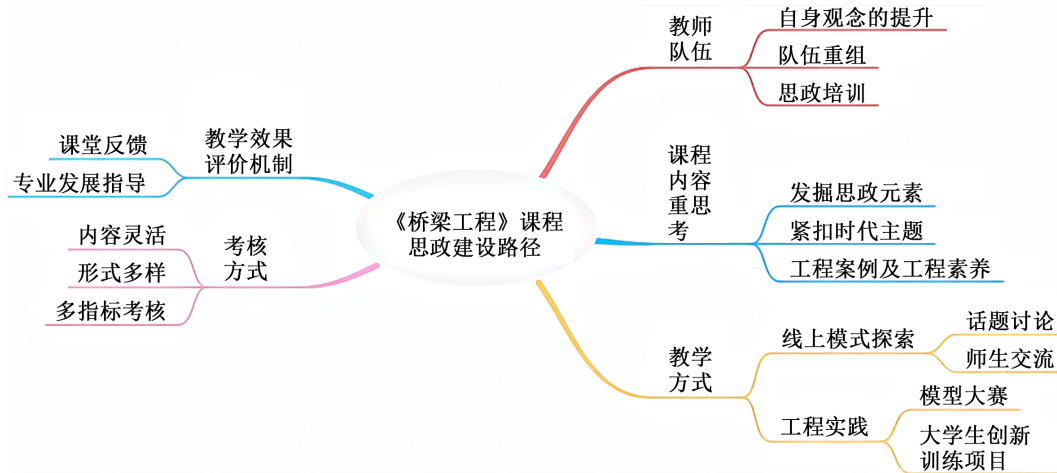 《桥梁工程》课程
思政建设路径
教师
队伍
自身观念的提升
队伍重组
思政培训
课程
内容
重思
考
发掘思政元素
紧扣时代主题
工程案例及工程素养
教学
方式
线上模式探索
话题讨论
师生交流
工程实践
模型大赛
大学生创新
训练项目
考核
方式
内容灵活
形式多样
多指标考核
教学效果
评价机制
课堂反馈
专业发展指导